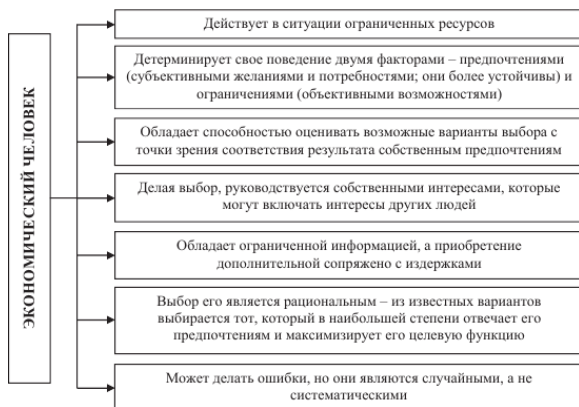 ЭКОНОМИЧЕСКИЙ ЧЕЛОВЕК
Действует в ситуации ограниченных ресурсов
Детерминирует свое поведение двумя факторами – предпочтениями
(субъективными желаниями и потребностями; они более устойчивы) и
ограничениями (объективными возможностями)
Обладает способностью оценивать возможные варианты выбора с
точки зрения соответствия результата собственным предпочтениям
Делая выбор, руководствуется собственными интересами, которые
могут включать интересы других людей
Обладает ограниченной информацией, а приобретение
дополнительной сопряжено с издержками
Выбор его является рациональным – из известных вариантов
выбирается тот, который в наибольшей степени отвечает его
предпочтениям и максимизирует его целевую функцию
Может делать ошибки, но они являются случайными, а не
систематическими